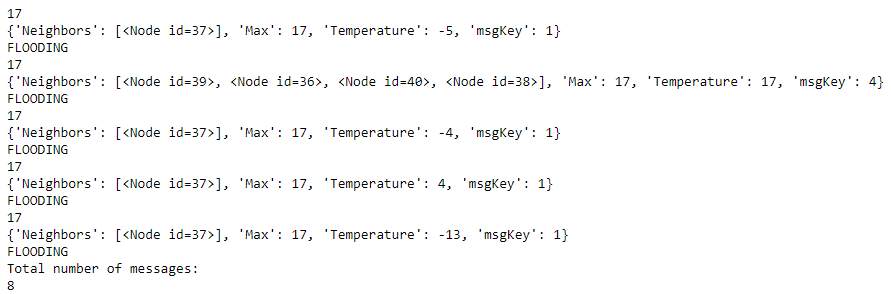 17
{'Neighbors': [<Node id=37>], 'Max': 17, 'Temperature': -5, 'msgKey': 1}
FLOODING
17
{'Neighbors': [<Node id=39>, <Node id=36>, <Node id=40>, <Node id=38>], 'Max': 17, 'Temperature': 17, 'msgKey': 4}
FLOODING
17
{'Neighbors': [<Node id=37>], 'Max': 17, 'Temperature': -4, 'msgKey': 1}
FLOODING
17
{'Neighbors': [<Node id=37>], 'Max': 17, 'Temperature': 4, 'msgKey': 1}
FLOODING
17
{'Neighbors': [<Node id=37>], 'Max': 17, 'Temperature': -13, 'msgKey': 1}
FLOODING
Total number of messages:
8